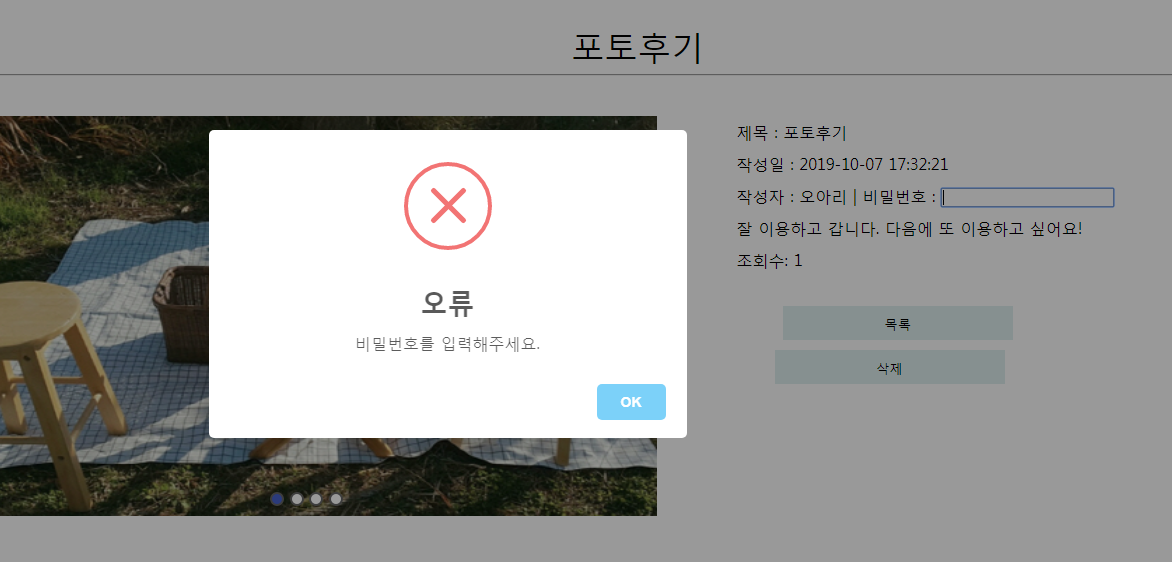 포토후기
제목 : 포토후기
작성일 : 2019-10-07 17:32:21
작성자 : 오아리 | 비밀번호 :
잘 이용하고 갑니다. 다음에 또 이용하고 싶어요!
조회수: 1
목록
삭제
오류
비밀번호를 입력해주세요.
OK